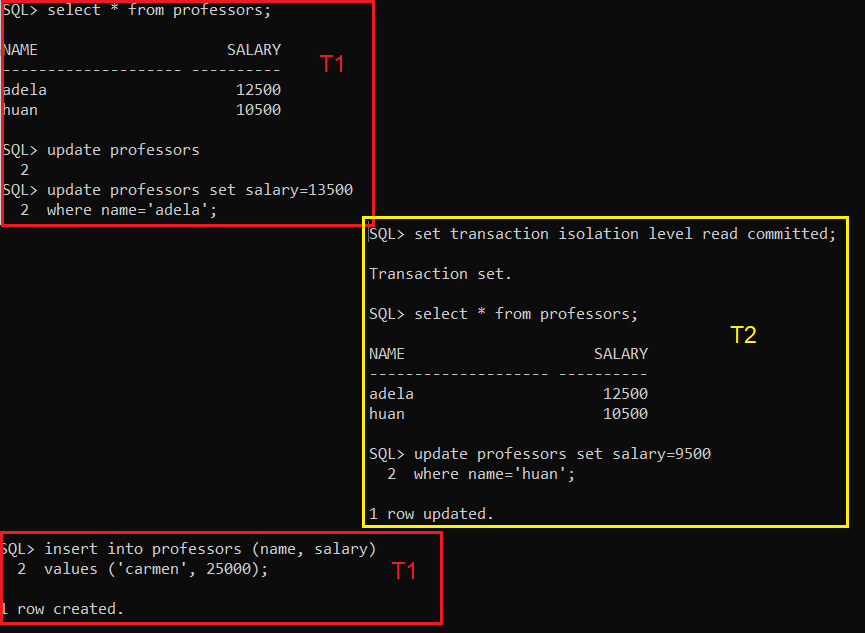 SQL> select * from professors;
NAME                     SALARY
-------------------- ----------
adela                     12500
huan                      10500
T1
SQL> update professors
  2
SQL> update professors set salary=13500
  2  where name='adela';
SQL> set transaction isolation level read committed;
Transaction set.
SQL> select * from professors;
NAME                     SALARY
-------------------- ----------
adela                     12500
huan                      10500
T2
SQL> update professors set salary=9500
  2  where name='huan';
1 row updated.
SQL> insert into professors (name, salary)
  2  values ('carmen', 25000);
T1
1 row created.